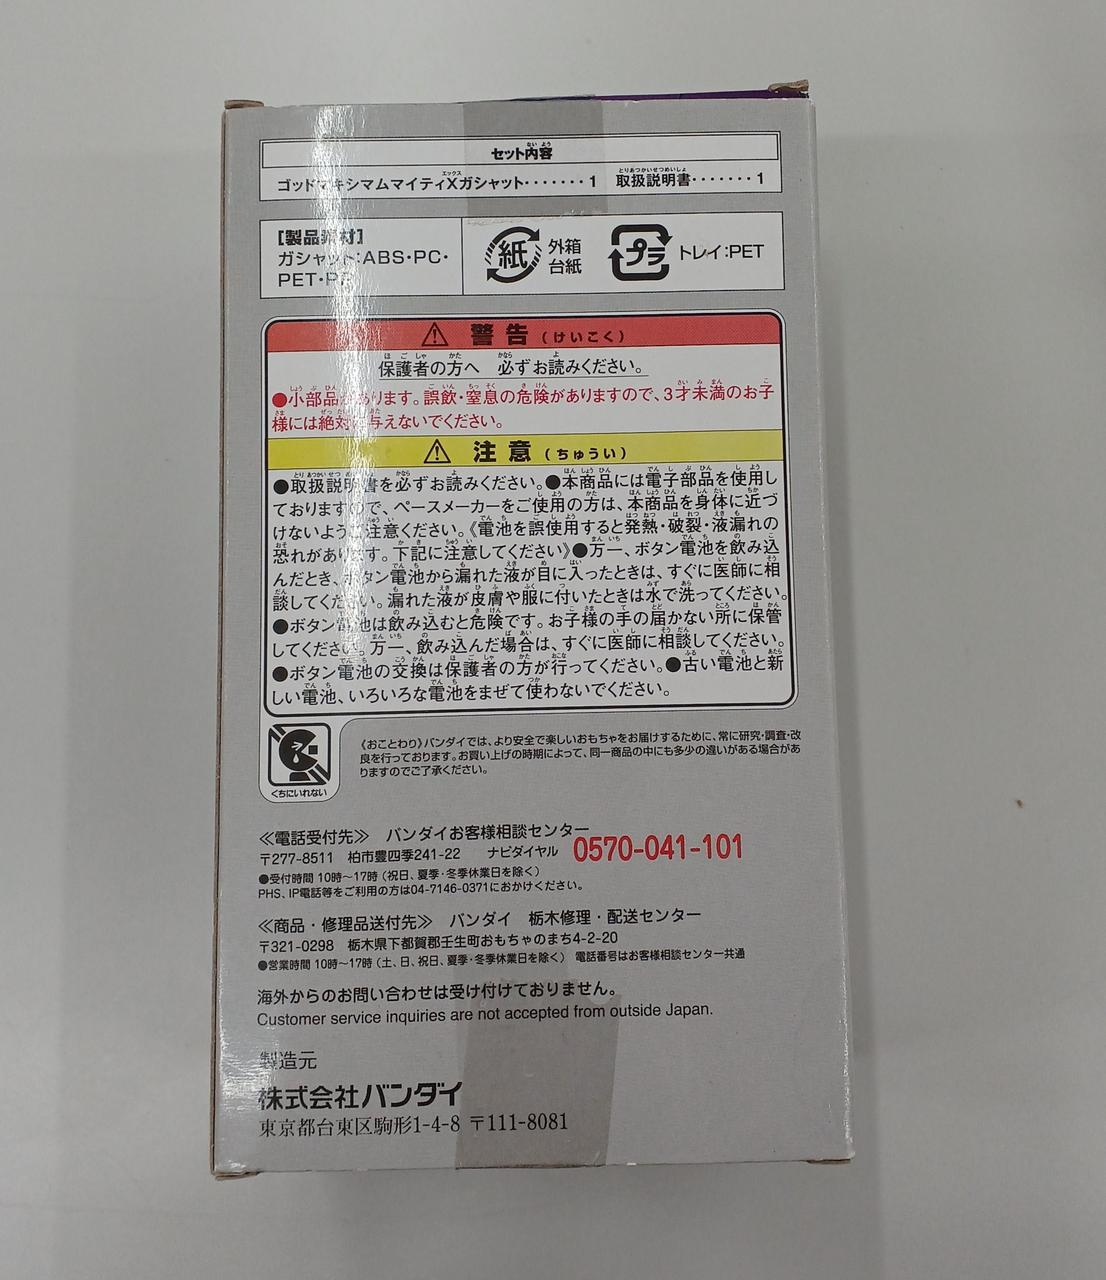 セット内容
ゴッドマキシマムマイティXガシャット・・・・・・・1 取扱説明書・・・・・・・1
[製品素材]
ガシャット:ABS・PC・
PET・PP
紙 外箱
台紙
プラ トレイ:PET
警告(けいこく)
保護者の方へ 必ずお読みください。
●小部品があります。誤飲・窒息の危険がありますので、3才未満のお子
様には絶対に与えないでください。
注意(ちゅうい)
●取扱説明書を必ずお読みください。●本商品には電子部品を使用し
ておりますので、ペースメーカーをご使用の方は、本商品を身体に近づ
けないようご注意ください。《電池を誤使用すると発熱・破裂・液漏れの
恐れがあります。下記に注意してください》●万一、ボタン電池を飲み込
んだとき、ボタン電池から漏れた液が目に入ったときは、すぐに医師に相
談してください。漏れた液が皮膚や服に付いたときは水で洗ってください。
●ボタン電池は飲み込むと危険です。お子様の手の届かない所に保管
してください。万一、飲み込んだ場合は、すぐに医師に相談してください。
●ボタン電池の交換は保護者の方が行ってください。●古い電池と新
しい電池、いろいろな電池をまぜて使わないでください。
くちにいれない
《おことわり》バンダイでは、より安全で楽しいおもちゃをお届けするために、常に研究・調査・改
良を行っております。お買い上げの時期によって、同一商品の中にも多少の違いがある場合があ
りますのでご了承ください。
≪電話受付先≫ バンダイお客様相談センター
〒277-8511 柏市豊四季241-22 ナビダイヤル 0570-041-101
●受付時間 10時〜17時(祝日、夏季・冬季休業日を除く)
PHS、IP電話等をご利用の方は04-7146-0371におかけください。
≪商品・修理品送付先≫ バンダイ 栃木修理・配送センター
〒321-0298 栃木県下都賀郡壬生町おもちゃのまち4-2-20
●営業時間 10時〜17時(土、日、祝日、夏季・冬季休業日を除く) 電話番号はお客様相談センター共通
海外からのお問い合わせは受け付けておりません。
Customer service inquiries are not accepted from outside Japan.
製造元
株式会社バンダイ
東京都台東区駒形1-4-8 〒111-8081